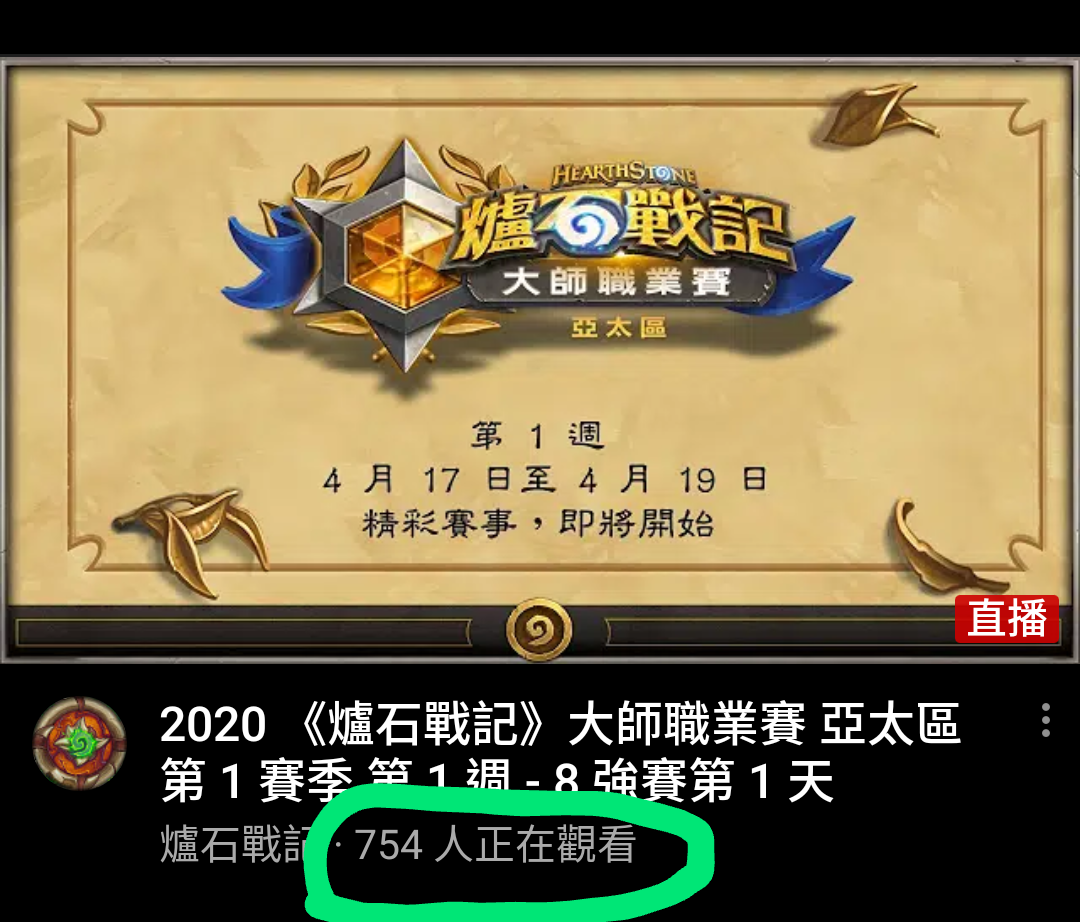 HEARTHSTONE
爐石戰記
大師職業賽
亞太區
第 1 週
4 月 17 日至 4 月 19 日
精彩賽事，即將開始
直播
2020 《爐石戰記》大師職業賽 亞太區
第 1 賽季 第 1 週 - 8 強賽第 1 天
爐石戰記 · 754 人正在觀看